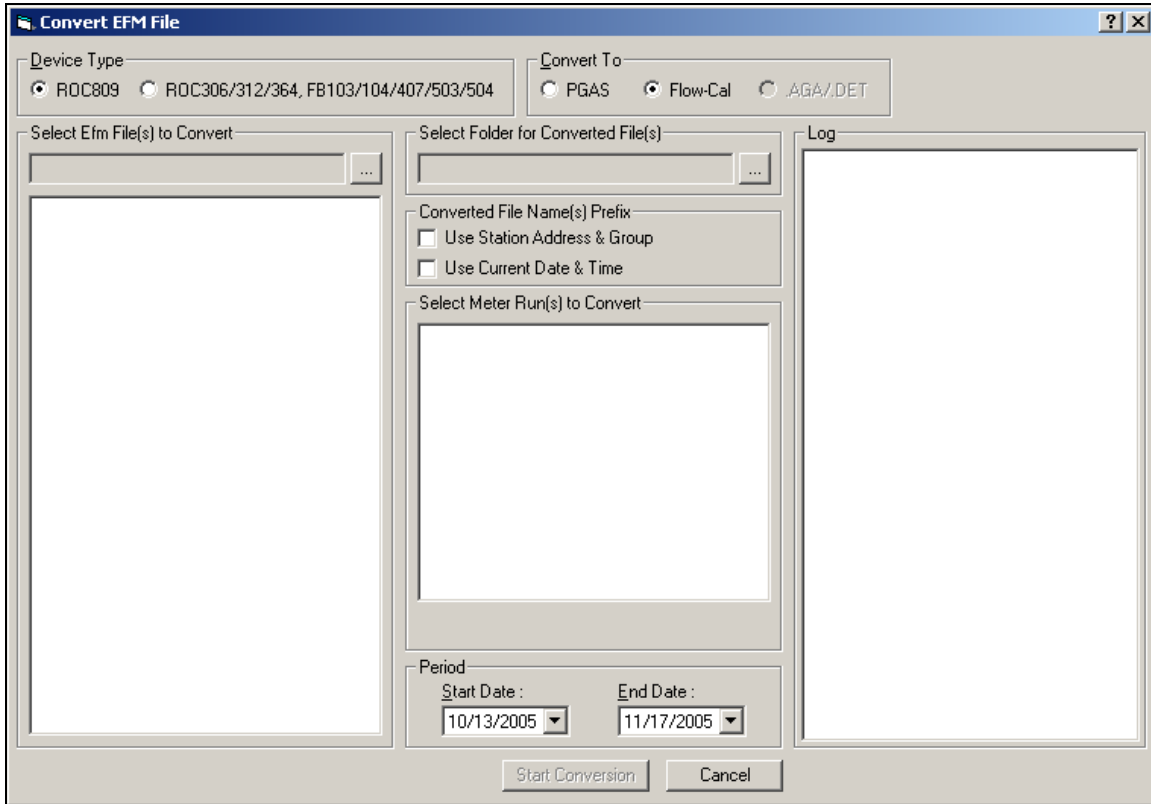 Convert EFM File
Device Type
ROC809 ROC306/312/364, FB103/104/407/503/504
Convert To
PGAS Flow-Cal .AGA/.DET
Select Efm File(s) to Convert
...
Select Folder for Converted File(s)
...
Converted File Name(s) Prefix
Use Station Address & Group
Use Current Date & Time
Select Meter Run(s) to Convert
Period
Start Date : End Date :
10/13/2005 11/17/2005
Log
Start Conversion Cancel